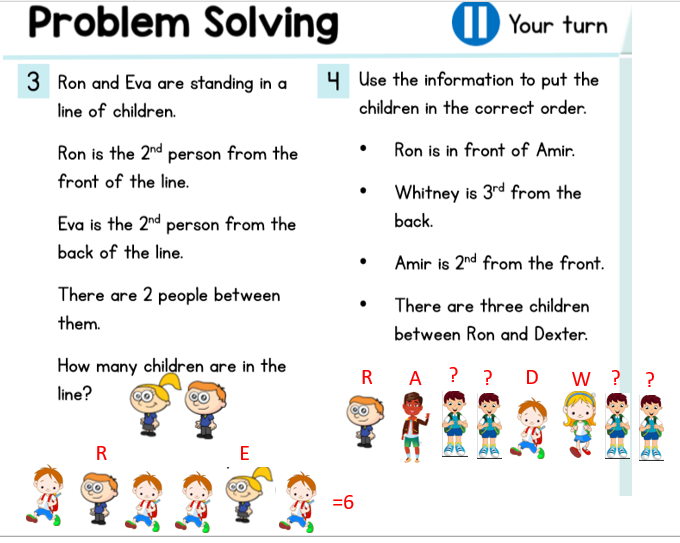 Problem Solving
Your turn
3 Ron and Eva are standing in a
line of children.
Ron is the 2nd person from the
front of the line.
Eva is the 2nd person from the
back of the line.
There are 2 people between
them.
How many children are in the
line?
R E
=6
4 Use the information to put the
children in the correct order.
• Ron is in front of Amir.
• Whitney is 3rd from the
back.
• Amir is 2nd from the front.
• There are three children
between Ron and Dexter.
R A ? ? D W ? ?